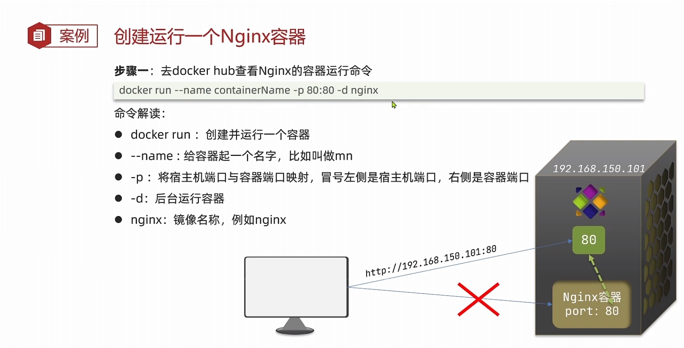 案例
创建运行一个Nginx容器
步骤一：去docker hub查看Nginx的容器运行命令
docker run --name containerName -p 80:80 -d nginx
命令解读：
● docker run ：创建并运行一个容器
● --name : 给容器起一个名字，比如叫做mn
● -p ：将宿主机端口与容器端口映射，冒号左侧是宿主机端口，右侧是容器端口
● -d：后台运行容器
● nginx：镜像名称，例如nginx
192.168.150.101
80
http://192.168.150.101:80
Nginx容器
port: 80